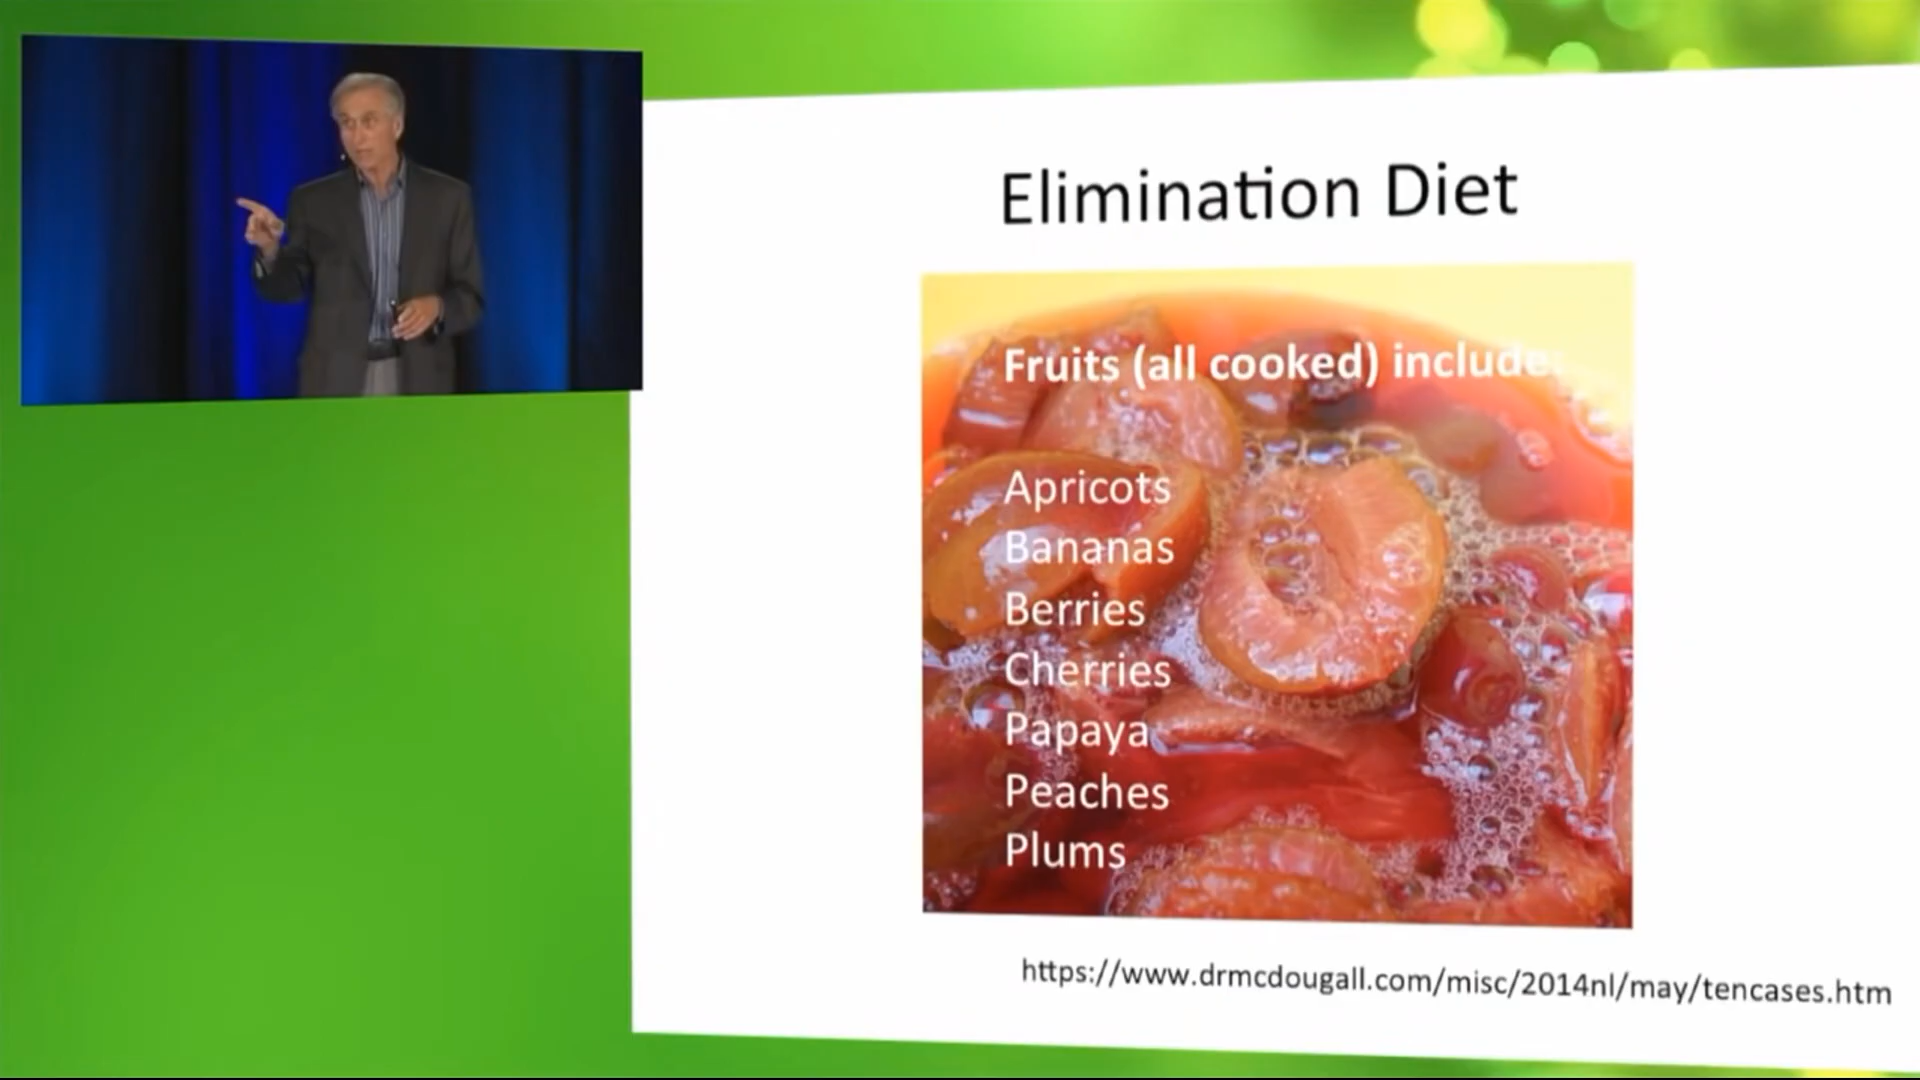 Elimination Diet
Fruits (all cooked) include:
Apricots
Bananas
Berries
Cherries
Papaya
Peaches
Plums
https://www.drmcdougall.com/misc/2014nl/may/tencases.htm